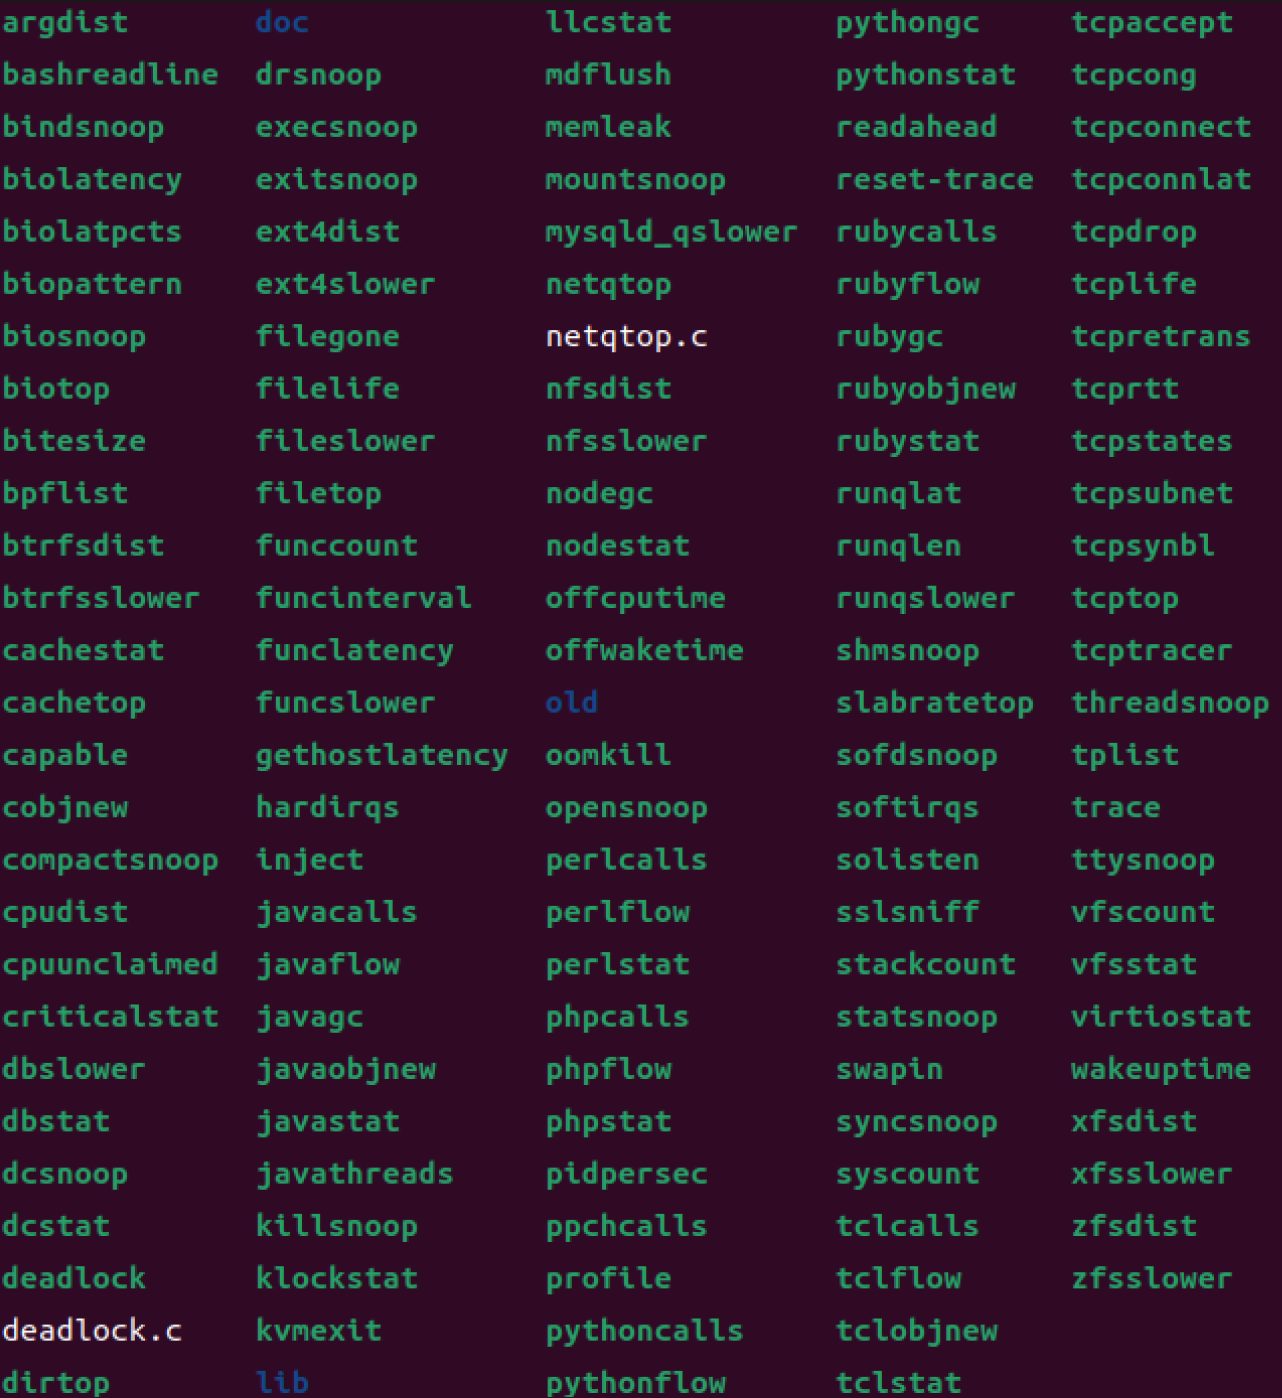 argdist doc llcstat pythongc tcpaccept
bashreadline drsnoop mdflush pythonstat tcpcong
bindsnoop execsnoop memleak readahead tcpconnect
biolatency exitsnoop mountsnoop reset-trace tcpconnlat
biolatpcts ext4dist mysqld_qslower rubycalls tcpdrop
biopattern ext4slower netqtop rubyflow tcplife
biosnoop filegone netqtop.c rubygc tcpretrans
biotop filelife nfsdist rubyobjnew tcprtt
bitesize fileslower nfsslower rubystat tcpstates
bpflist filetop nodegc runqlat tcpsubnet
btrfsdist funccount nodestat runqlen tcpsynbl
btrfsslower funcinterval offcputime runqslower tcptop
cachestat funclatency offwaketime shmsnoop tcptracer
cachetop funcslower old slabratetop threadsnoop
capable gethostlatency oomkill sofdsnoop tplist
cobjnew hardirqs opensnoop softirqs trace
compactsnoop inject perlcalls solisten ttysnoop
cpudist javacalls perlflow sslsniff vfscount
cpuunclaimed javaflow perlstat stackcount vfsstat
criticalstat javagc phpcalls statsnoop virtiostat
dbslower javaobjnew phpflow swapin wakeuptime
dbstat javastat phpstat syncsnoop xfsdist
dcsnoop javathreads pidpersec syscount xfsslower
dcstat killsnoop ppchcalls tclcalls zfsdist
deadlock klockstat profile tclflow zfsslower
deadlock.c kvmexit pythoncalls tclobjnew
dirtop lib pythonflow tclstat